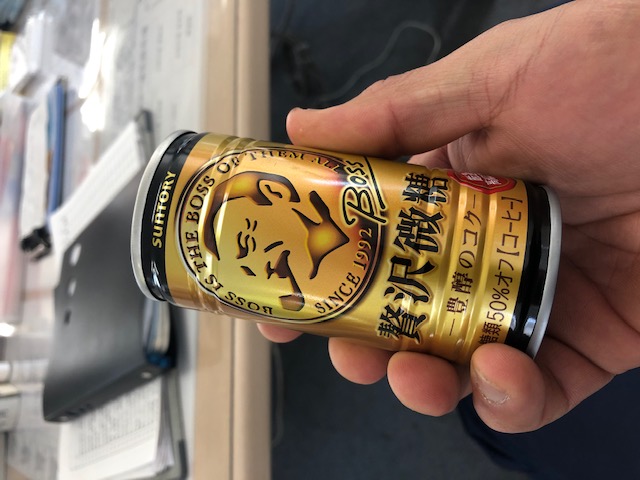 SUNTORY
BOSS IS THE BOSS OF THEM ALL
SINCE 1992
BOSS
贅沢微糖
―豊醇のコク―
糖類50%オフ[コーヒー]